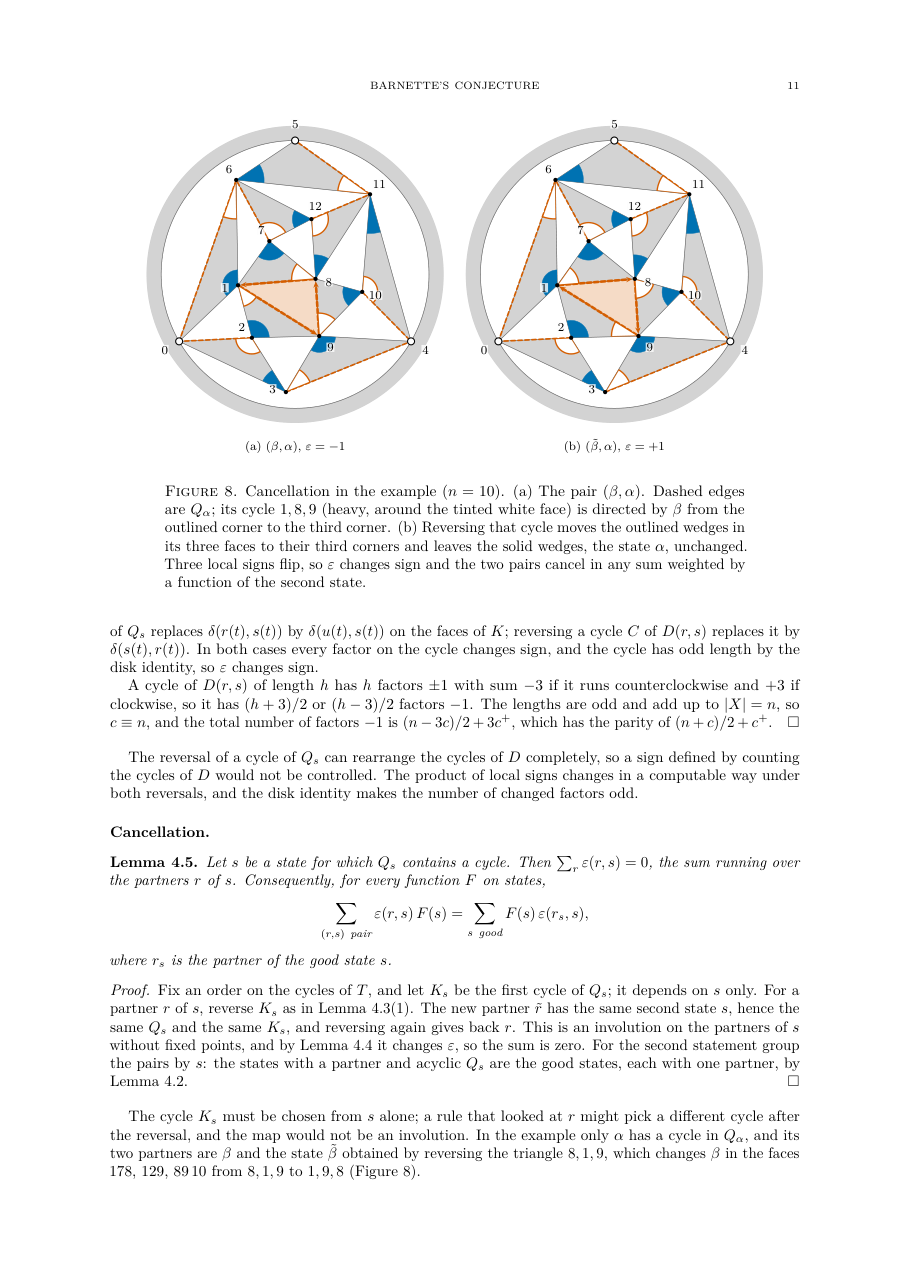 BARNETTE'S CONJECTURE 11
5 5
6 11 6 11
12 12
7 7
1 8 1 8
10 10
2 2
0 9 4 0 9 4
3 3
(a) (β, α), ε = −1 (b) (β̃, α), ε = +1
FIGURE 8. Cancellation in the example (n = 10). (a) The pair (β, α). Dashed edges
are Qα; its cycle 1, 8, 9 (heavy, around the tinted white face) is directed by β from the
outlined corner to the third corner. (b) Reversing that cycle moves the outlined wedges in
its three faces to their third corners and leaves the solid wedges, the state α, unchanged.
Three local signs flip, so ε changes sign and the two pairs cancel in any sum weighted by
a function of the second state.
of Qs replaces δ(r(t), s(t)) by δ(u(t), s(t)) on the faces of K; reversing a cycle C of D(r, s) replaces it by
δ(s(t), r(t)). In both cases every factor on the cycle changes sign, and the cycle has odd length by the
disk identity, so ε changes sign.
A cycle of D(r, s) of length h has h factors ±1 with sum −3 if it runs counterclockwise and +3 if
clockwise, so it has (h + 3)/2 or (h − 3)/2 factors −1. The lengths are odd and add up to |X| = n, so
c ≡ n, and the total number of factors −1 is (n − 3c)/2 + 3c⁺, which has the parity of (n + c)/2 + c⁺. □
The reversal of a cycle of Qs can rearrange the cycles of D completely, so a sign defined by counting
the cycles of D would not be controlled. The product of local signs changes in a computable way under
both reversals, and the disk identity makes the number of changed factors odd.
Cancellation.
Lemma 4.5. Let s be a state for which Qs contains a cycle. Then ∑r ε(r, s) = 0, the sum running over
the partners r of s. Consequently, for every function F on states,
∑ ε(r, s) F(s) = ∑ F(s) ε(rs, s),
(r,s) pair s good
where rs is the partner of the good state s.
Proof. Fix an order on the cycles of T, and let Ks be the first cycle of Qs; it depends on s only. For a
partner r of s, reverse Ks as in Lemma 4.3(1). The new partner r̃ has the same second state s, hence the
same Qs and the same Ks, and reversing again gives back r. This is an involution on the partners of s
without fixed points, and by Lemma 4.4 it changes ε, so the sum is zero. For the second statement group
the pairs by s: the states with a partner and acyclic Qs are the good states, each with one partner, by
Lemma 4.2. □
The cycle Ks must be chosen from s alone; a rule that looked at r might pick a different cycle after
the reversal, and the map would not be an involution. In the example only α has a cycle in Qα, and its
two partners are β and the state β̃ obtained by reversing the triangle 8, 1, 9, which changes β in the faces
178, 129, 89 10 from 8, 1, 9 to 1, 9, 8 (Figure 8).